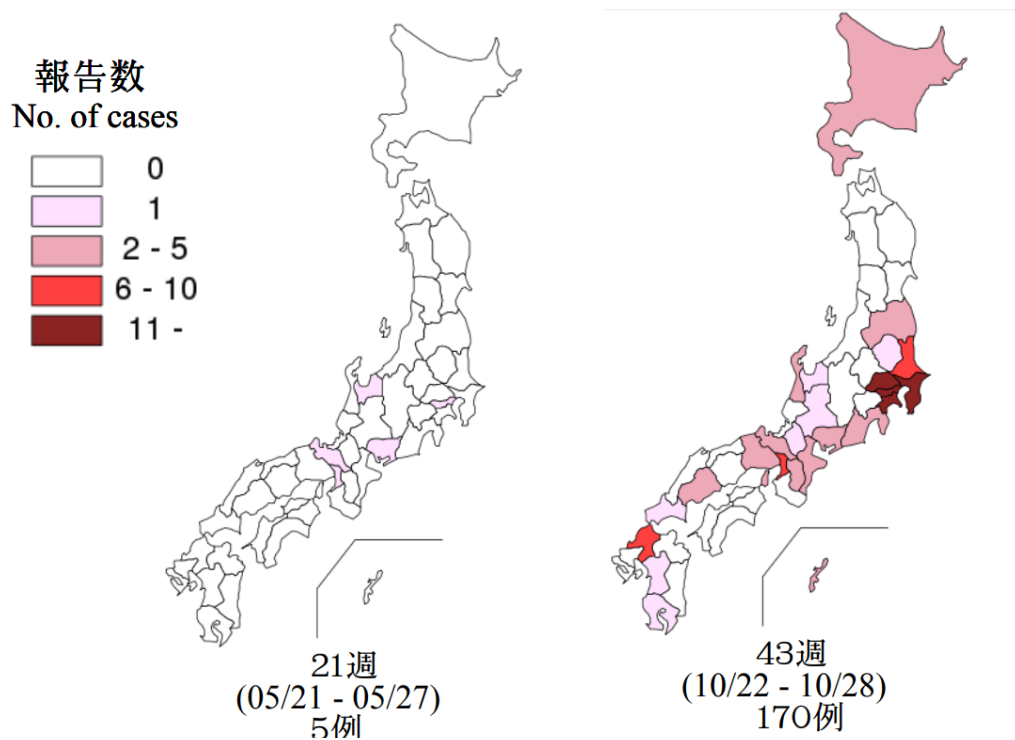 報告数
No. of cases
0
1
2 - 5
6 - 10
11 -
21週
(05/21 - 05/27)
5例
43週
(10/22 - 10/28)
170例